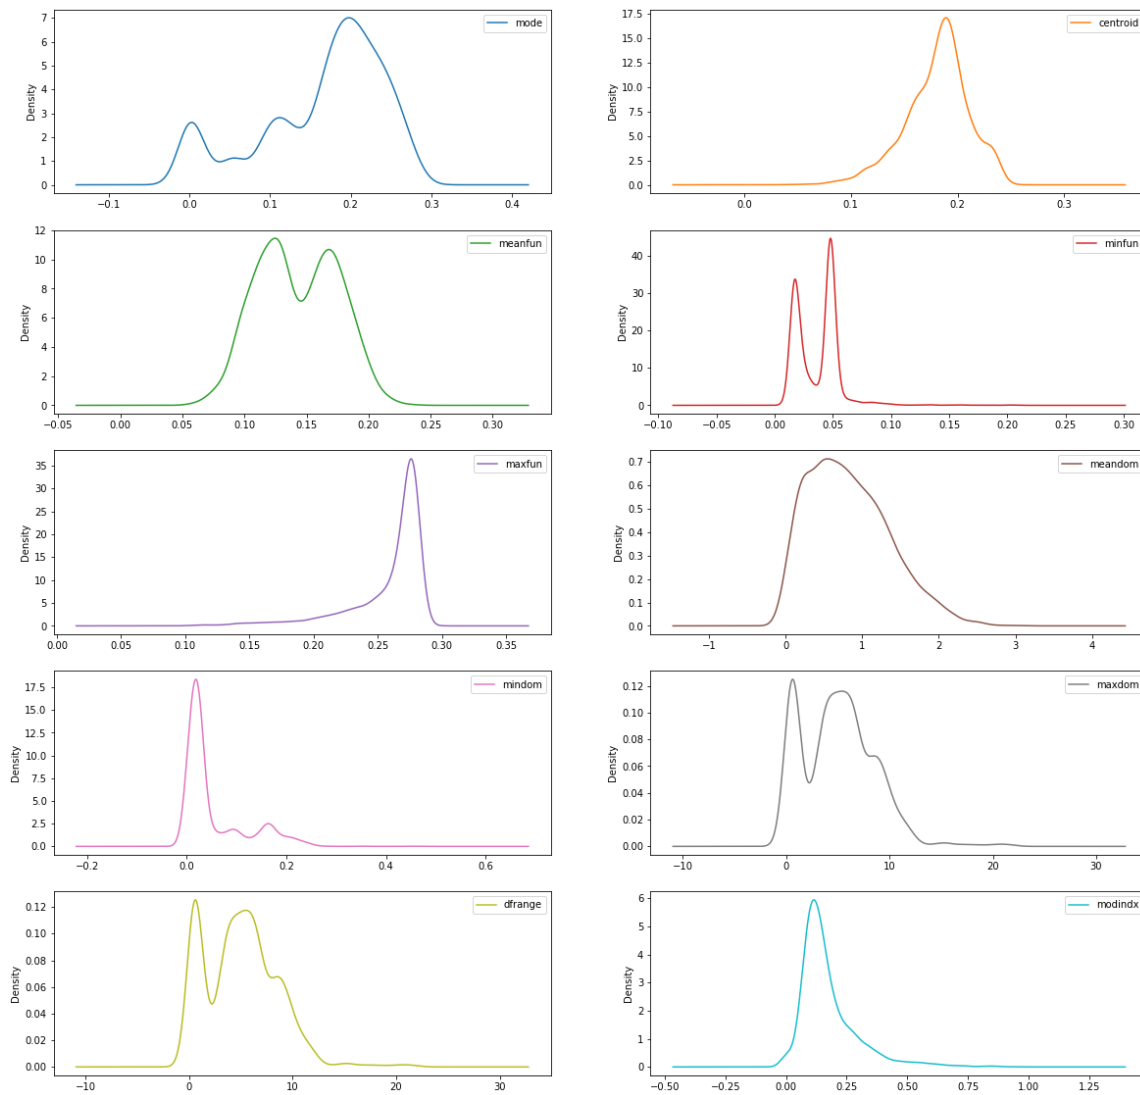 mode
Density
7
6
5
4
3
2
1
0
−0.1 0.0 0.1 0.2 0.3 0.4
centroid
Density
17.5
15.0
12.5
10.0
7.5
5.0
2.5
0.0
0.0 0.1 0.2 0.3
meanfun
Density
12
10
8
6
4
2
0
−0.05 0.00 0.05 0.10 0.15 0.20 0.25 0.30
minfun
Density
40
30
20
10
0
−0.10 −0.05 0.00 0.05 0.10 0.15 0.20 0.25 0.30
maxfun
Density
35
30
25
20
15
10
5
0
0.00 0.05 0.10 0.15 0.20 0.25 0.30 0.35
meandom
Density
0.7
0.6
0.5
0.4
0.3
0.2
0.1
0.0
−1 0 1 2 3 4
mindom
Density
17.5
15.0
12.5
10.0
7.5
5.0
2.5
0.0
−0.2 0.0 0.2 0.4 0.6
maxdom
Density
0.12
0.10
0.08
0.06
0.04
0.02
0.00
−10 0 10 20 30
dfrange
Density
0.12
0.10
0.08
0.06
0.04
0.02
0.00
−10 0 10 20 30
modindx
Density
6
5
4
3
2
1
0
−0.50 −0.25 0.00 0.25 0.50 0.75 1.00 1.25